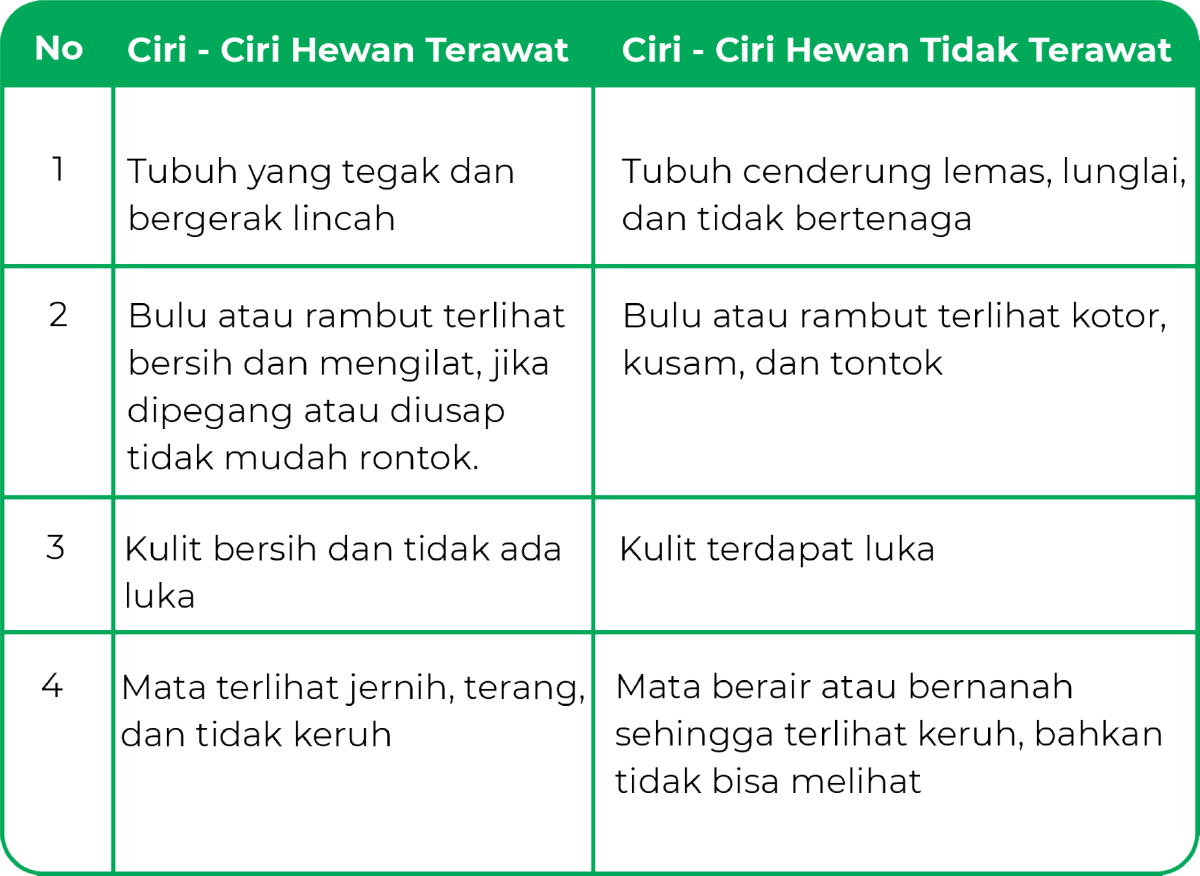 No
Ciri - Ciri Hewan Terawat
Ciri - Ciri Hewan Tidak Terawat
1
Tubuh yang tegak dan
bergerak lincah
Tubuh cenderung lemas, lunglai,
dan tidak bertenaga
2
Bulu atau rambut terlihat
bersih dan mengilat, jika
dipegang atau diusap
tidak mudah rontok.
Bulu atau rambut terlihat kotor,
kusam, dan tontok
3
Kulit bersih dan tidak ada
luka
Kulit terdapat luka
4
Mata terlihat jernih, terang,
dan tidak keruh
Mata berair atau bernanah
sehingga terlihat keruh, bahkan
tidak bisa melihat